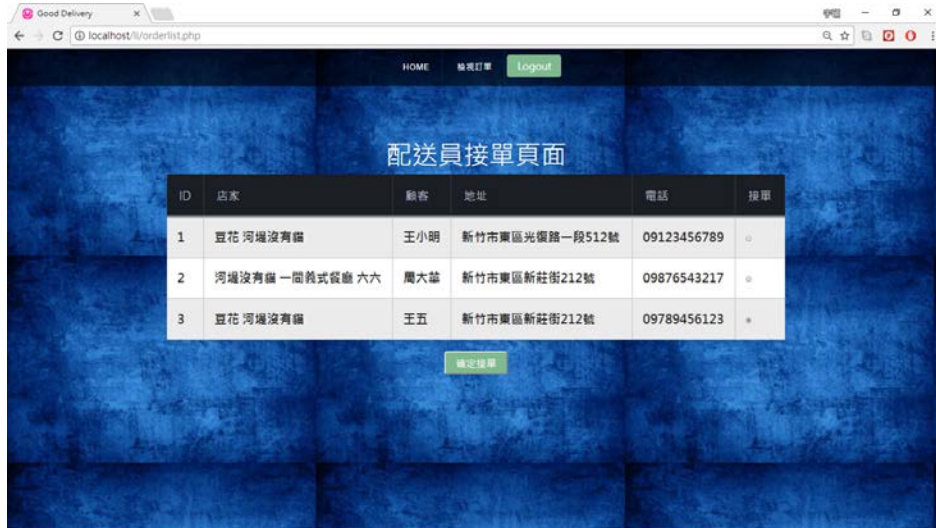 Good Delivery
localhost/li/orderlist.php
HOME 檢視訂單 Logout
配送員接單頁面
ID 店家 顧客 地址 電話 接單
1 豆花 河堤沒有貓 王小明 新竹市東區光復路一段512號 09123456789
2 河堤沒有貓 一間義式餐廳 六六 周大華 新竹市東區新莊街212號 09876543217
3 豆花 河堤沒有貓 王五 新竹市東區新莊街212號 09789456123
確定接單